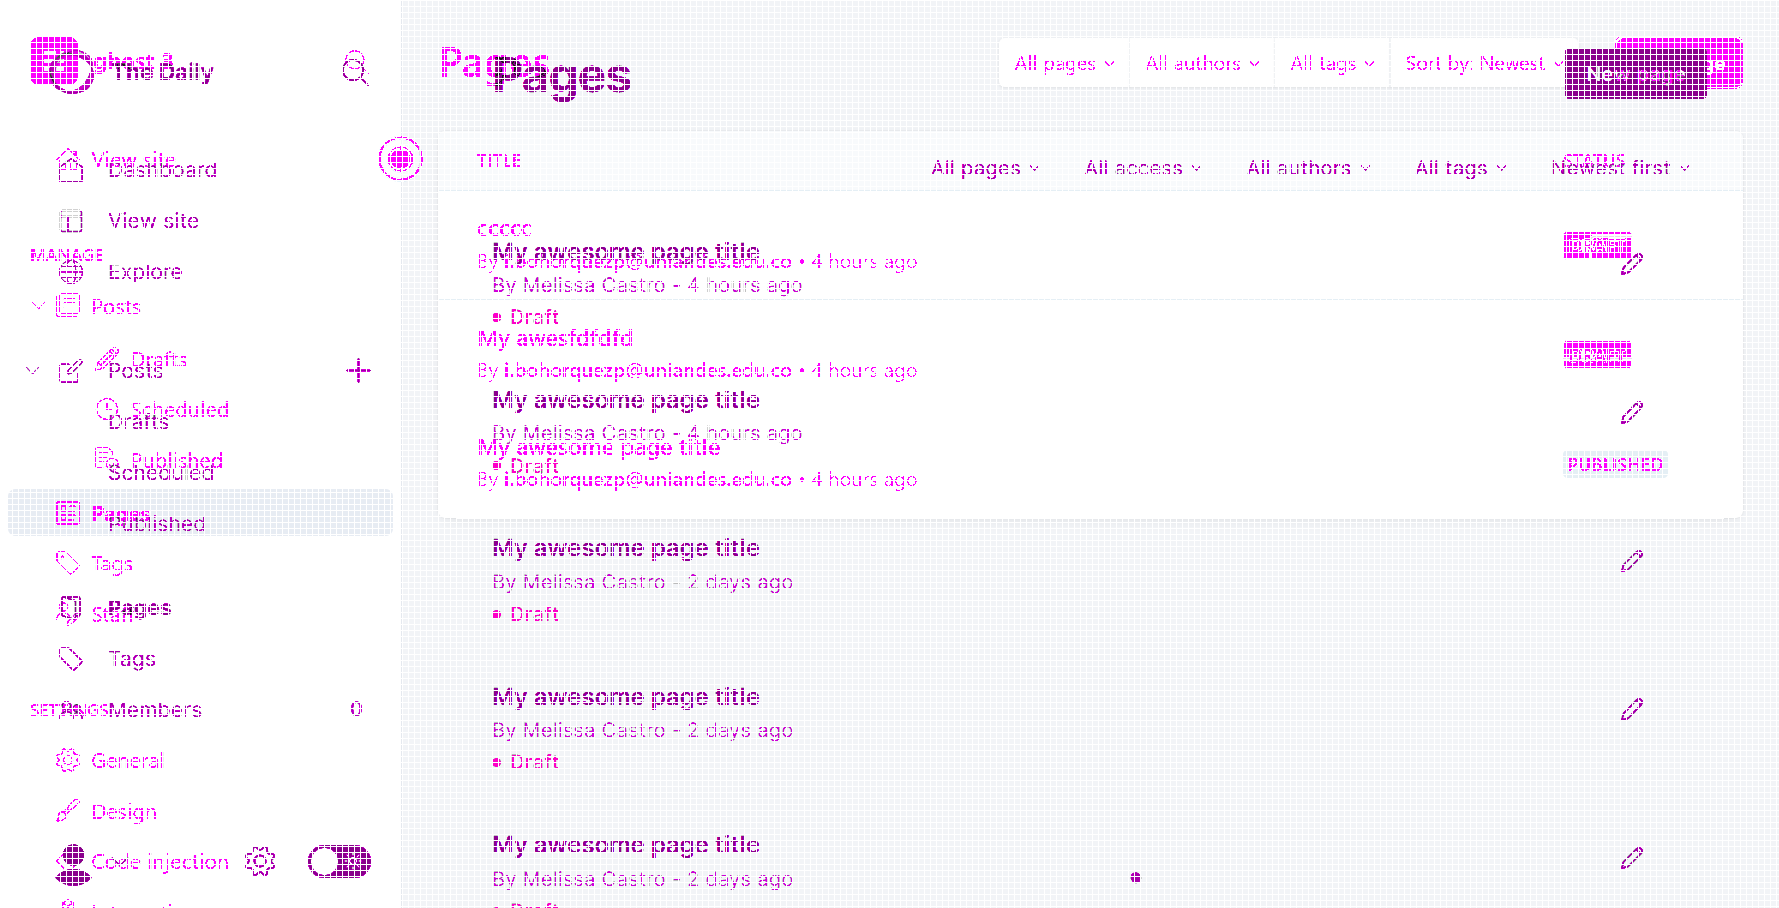 ghost 3
The Daily
Pages
Pages
All pages
All authors
All tags
Sort by: Newest
New page
View site
Dashboard
TITLE
STATUS
All pages
All access
All authors
All tags
Newest first
View site
MANAGE
Explore
ccccc
My awesome page title
By i.bohorquezp@uniandes.edu.co • 4 hours ago
By Melissa Castro - 4 hours ago
DRAFT
Posts
Draft
My awesfdfdfd
Drafts
Posts
By i.bohorquezp@uniandes.edu.co • 4 hours ago
DRAFT
Scheduled
Drafts
My awesome page title
By Melissa Castro - 4 hours ago
My awesome page title
Published
Scheduled
Draft
By i.bohorquezp@uniandes.edu.co • 4 hours ago
PUBLISHED
Pages
Published
Tags
My awesome page title
By Melissa Castro - 2 days ago
Draft
Pages
Staff
Tags
SETTINGS
Members
0
My awesome page title
By Melissa Castro - 2 days ago
Draft
General
Design
Code injection
My awesome page title
By Melissa Castro - 2 days ago